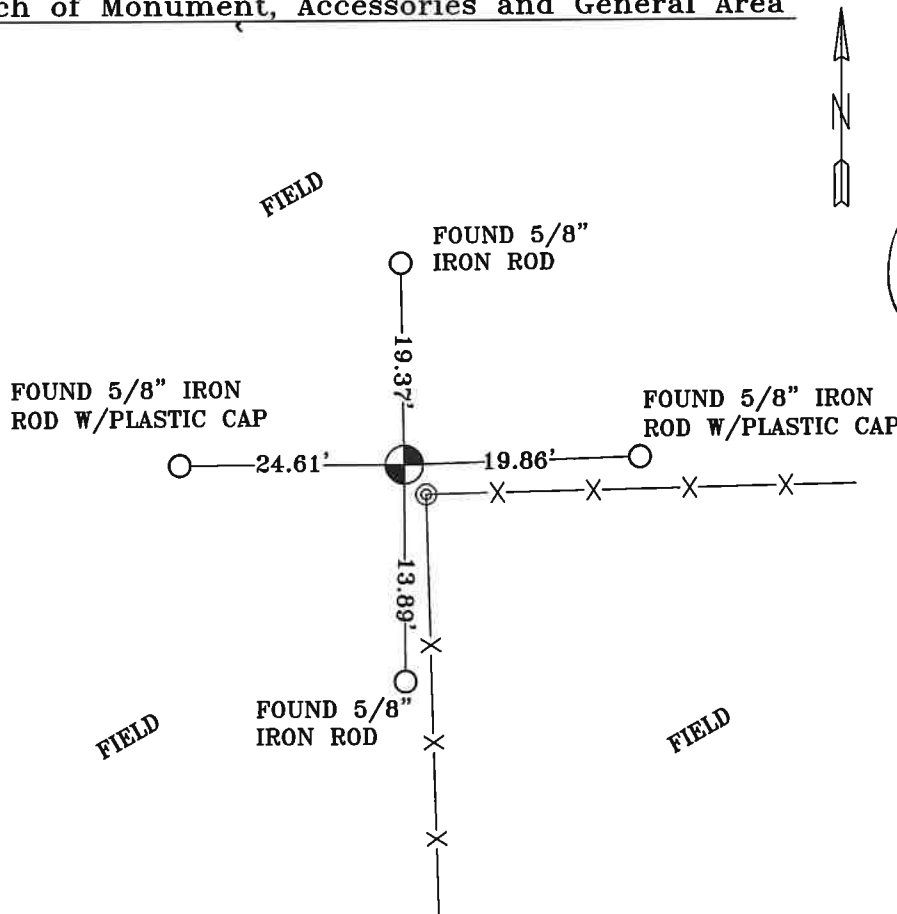 ch of Monument, Accessories and General Area
N
FIELD
FOUND 5/8"
IRON ROD
19.37'
FOUND 5/8" IRON
ROD W/PLASTIC CAP
FOUND 5/8" IRON
ROD W/PLASTIC CAP
24.61'
19.86'
X X X X
13.89'
X
FOUND 5/8"
IRON ROD
X
FIELD
FIELD
X